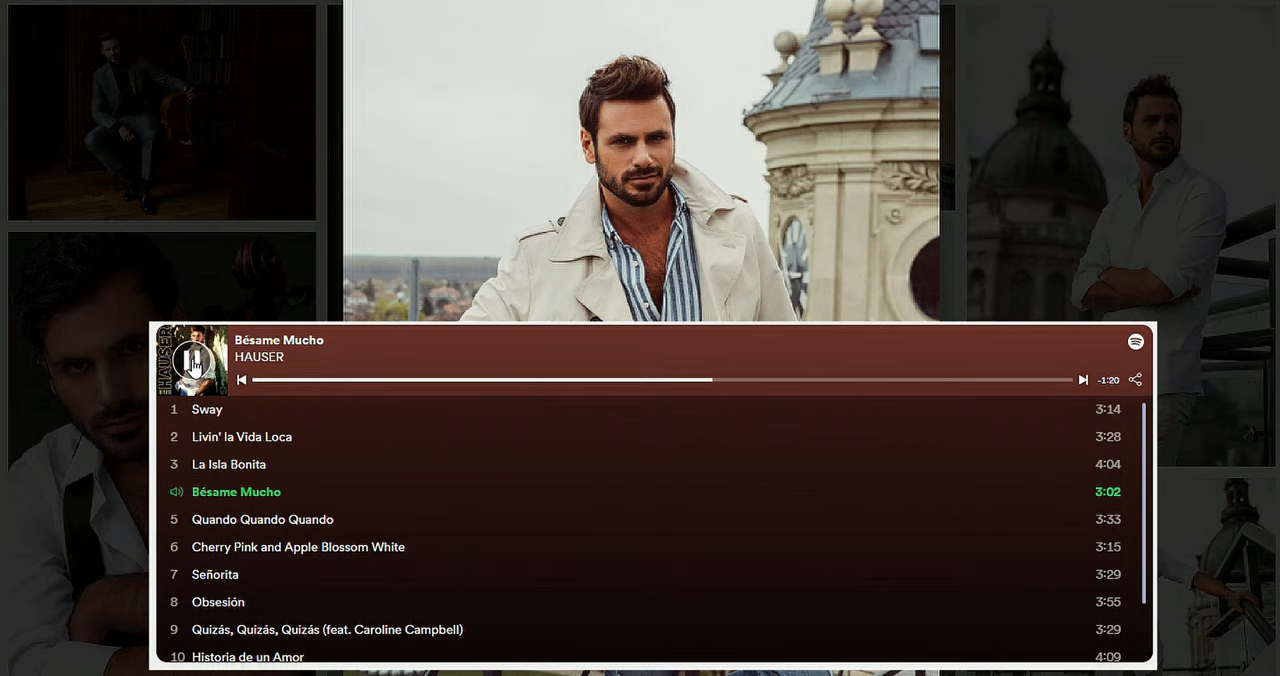 HAUSER
Bésame Mucho
HAUSER
-1:20
1 Sway 3:14
2 Livin' la Vida Loca 3:28
3 La Isla Bonita 4:04
Bésame Mucho 3:02
5 Quando Quando Quando 3:33
6 Cherry Pink and Apple Blossom White 3:15
7 Señorita 3:29
8 Obsesión 3:55
9 Quizás, Quizás, Quizás (feat. Caroline Campbell) 3:29
10 Historia de un Amor 4:09